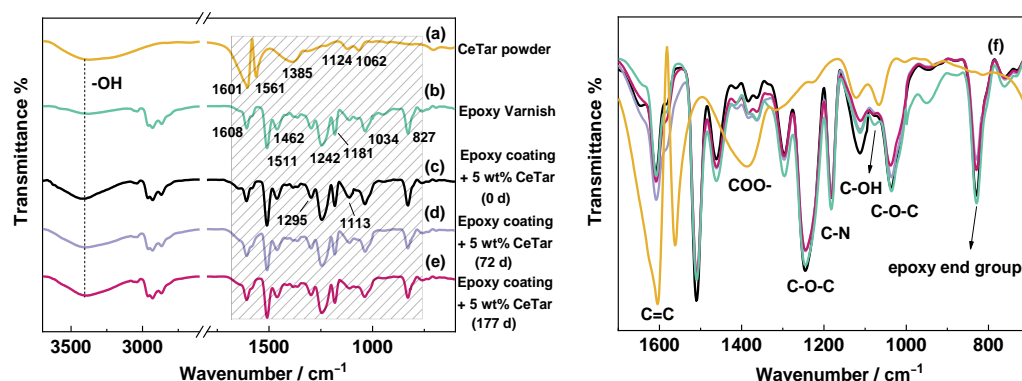 (a)
CeTar powder
1124 1062
1385
-OH
1601
1561
(b)
Epoxy Varnish
1608
1462
1511
1242
1181
1034
827
(c)
Epoxy coating
+ 5 wt% CeTar
(0 d)
1295
1113
(d)
Epoxy coating
+ 5 wt% CeTar
(72 d)
(e)
Epoxy coating
+ 5 wt% CeTar
(177 d)
Transmittance %
3500 3000 1500 1000
Wavenumber / cm⁻¹
(f)
COO-
C-OH
C-O-C
C-N
C-O-C
epoxy end group
C=C
Transmittance %
1600 1400 1200 1000 800
Wavenumber / cm⁻¹